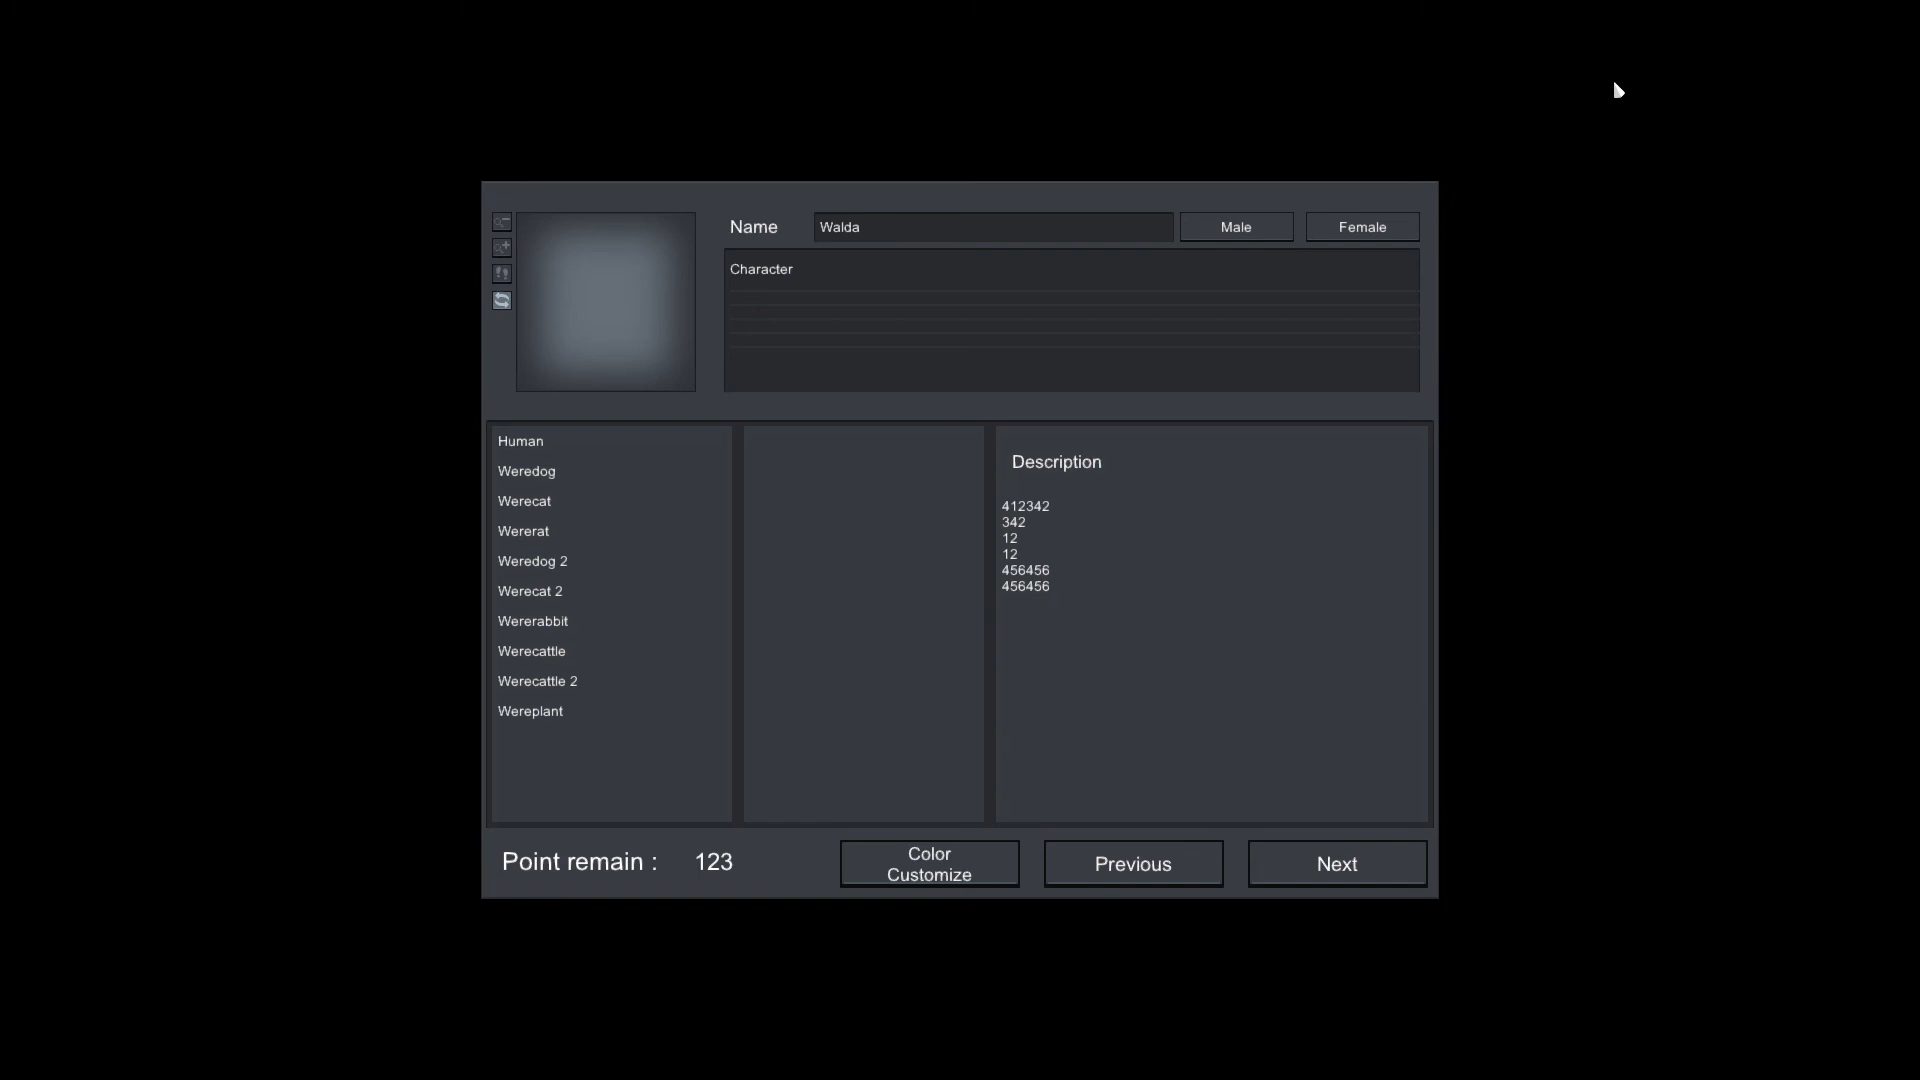 Name
Walda
Male
Female
Character
Human
Weredog
Werecat
Wererat
Weredog 2
Werecat 2
Wererabbit
Werecattle
Werecattle 2
Wereplant
Description
412342
342
12
12
456456
456456
Point remain : 123
Color
Customize
Previous
Next